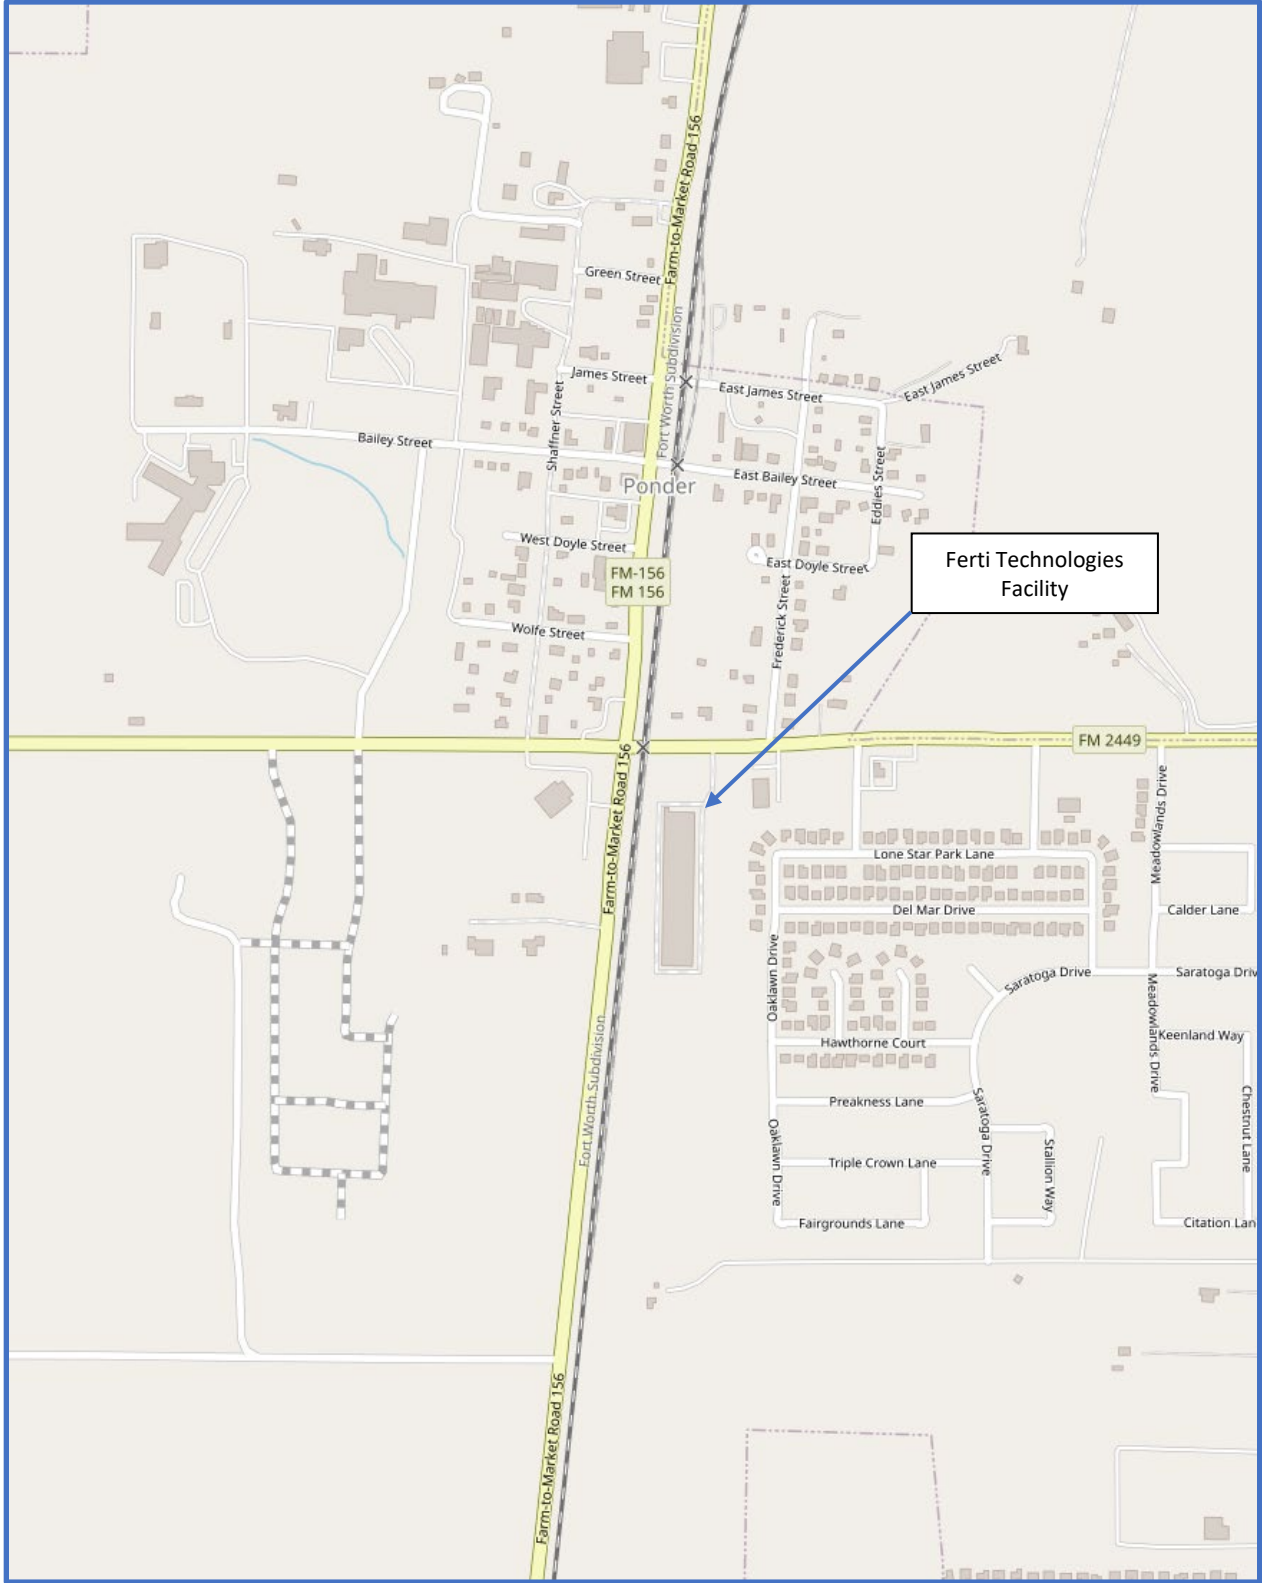 Farm-to-Market Road 156
Green Street
Fort Worth Subdivision
James Street
East James Street
East James Street
Shaffner Street
Bailey Street
East Bailey Street
Ponder
Eddies Street
West Doyle Street
East Doyle Street
FM-156
FM 156
Ferti Technologies
Facility
Frederick Street
Wolfe Street
FM 2449
Farm-to-Market Road 156
Meadowlands Drive
Lone Star Park Lane
Del Mar Drive
Calder Lane
Oaklawn Drive
Saratoga Drive
Saratoga Driv
Meadowlands Drive
Keenland Way
Hawthorne Court
Fort Worth Subdivision
Preakness Lane
Saratoga Drive
Chestnut Lane
Oaklawn Drive
Triple Crown Lane
Stallion Way
Fairgrounds Lane
Citation Lan
Farm-to-Market Road 156